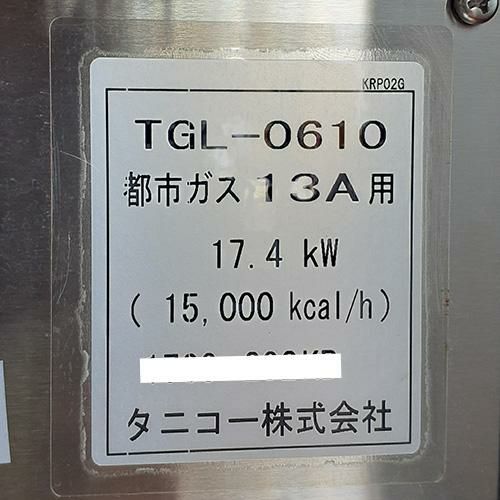 KRP02G
TGL-0610
都市ガス13A用
17.4 kW
( 15,000 kcal/h)
タニコー株式会社